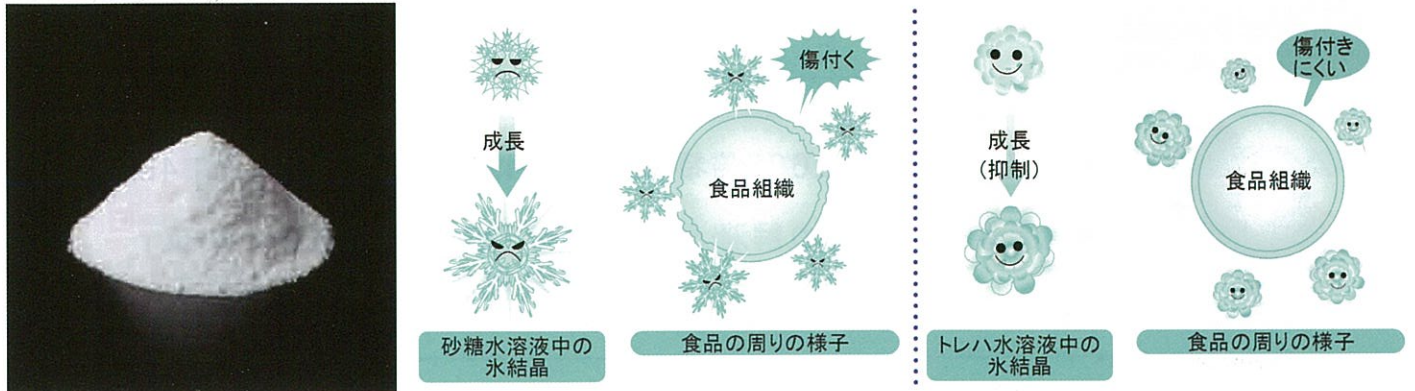 傷付く
成長
食品組織
砂糖水溶液中の
氷結晶
食品の周りの様子
傷付き
にくい
成長
(抑制)
食品組織
トレハ水溶液中の
氷結晶
食品の周りの様子